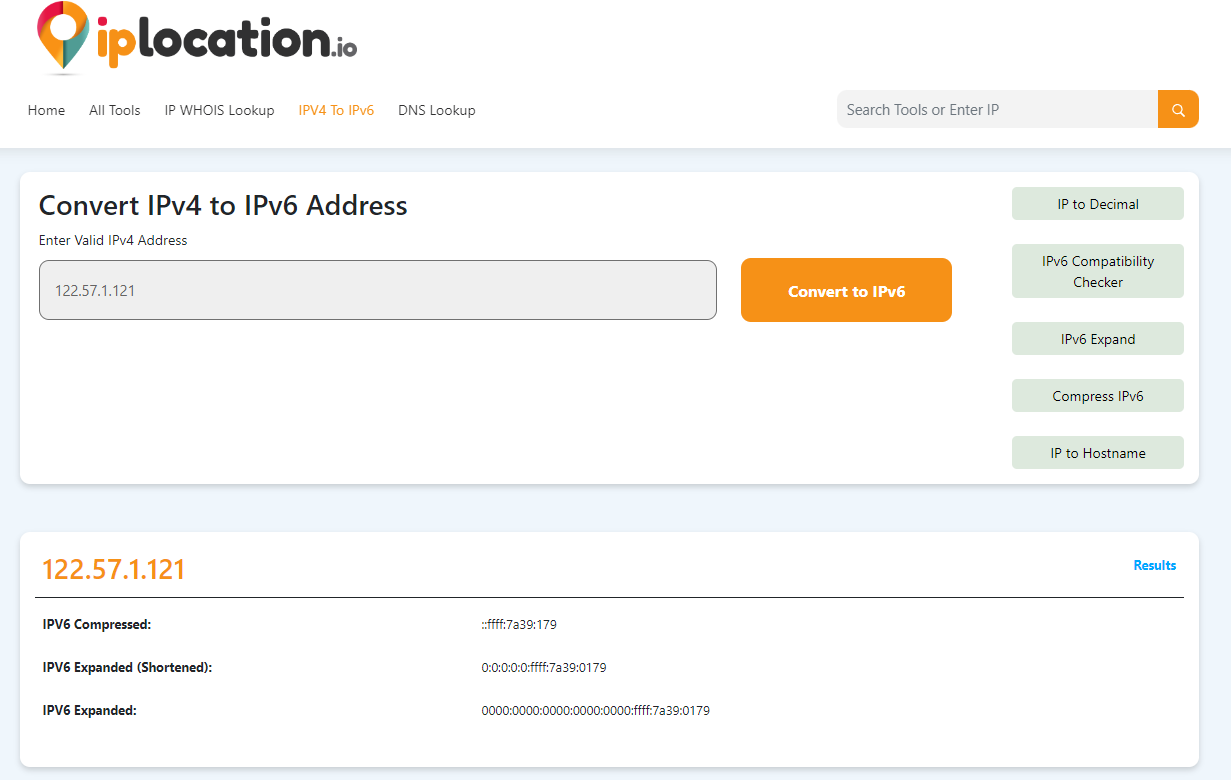 iplocation.io
Home All Tools IP WHOIS Lookup IPV4 To IPv6 DNS Lookup
Search Tools or Enter IP
Convert IPv4 to IPv6 Address
Enter Valid IPv4 Address
122.57.1.121
Convert to IPv6
IP to Decimal
IPv6 Compatibility
Checker
IPv6 Expand
Compress IPv6
IP to Hostname
122.57.1.121
Results
IPV6 Compressed: ::ffff:7a39:179
IPV6 Expanded (Shortened): 0:0:0:0:0:ffff:7a39:0179
IPV6 Expanded: 0000:0000:0000:0000:0000:ffff:7a39:0179